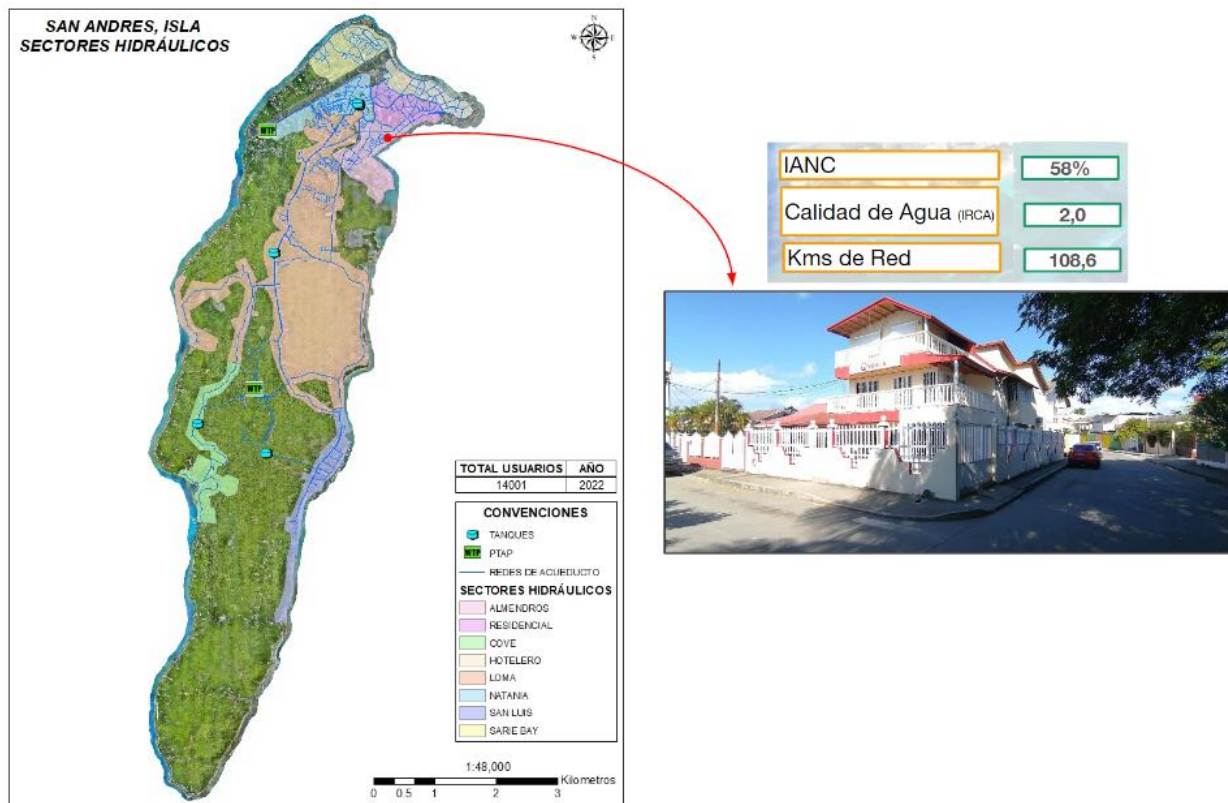 SAN ANDRES, ISLA
SECTORES HIDRÁULICOS
N
W E
S
WTP
WTP
TOTAL USUARIOS AÑO
14001 2022
CONVENCIONES
TANQUES
WTP PTAP
REDES DE ACUEDUCTO
SECTORES HIDRÁULICOS
ALMENDROS
RESIDENCIAL
COVE
HOTELERO
LOMA
NATANIA
SAN LUIS
SARIE BAY
1:48,000
Kilometros
0 0.5 1 2 3
IANC 58%
Calidad de Agua (IRCA) 2,0
Kms de Red 108,6